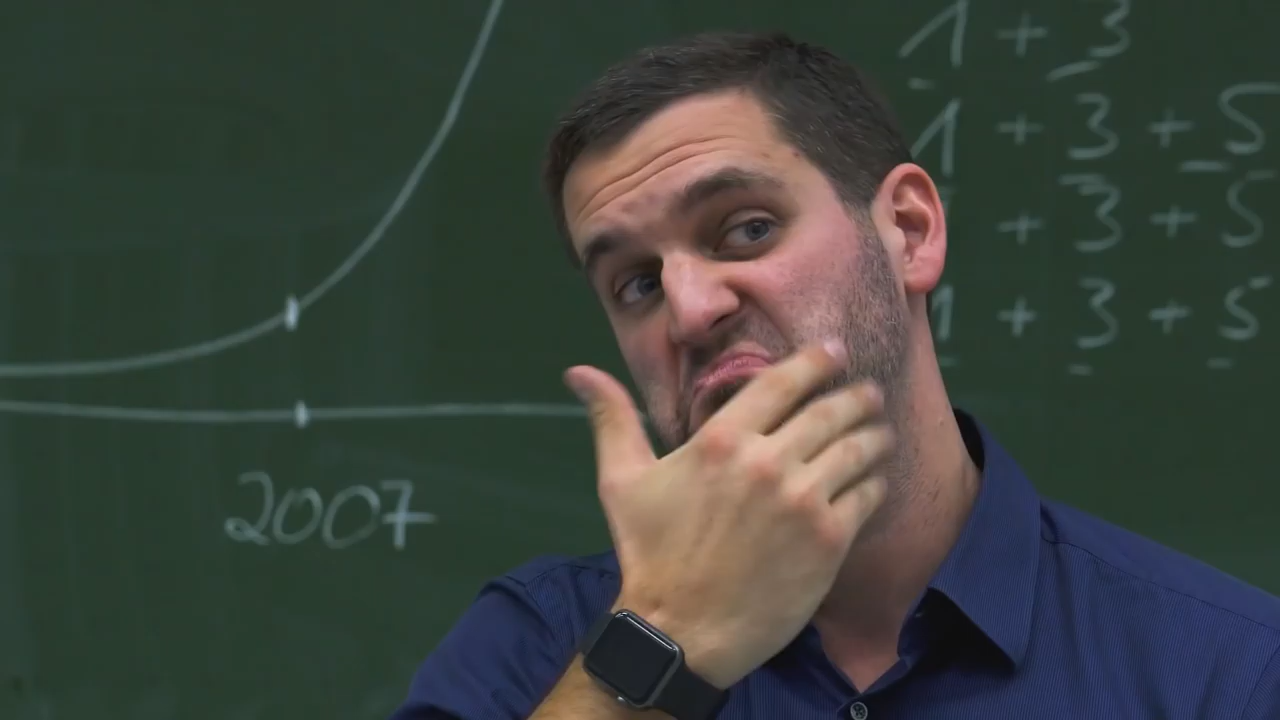 1 + 3
1 + 3 + 5
+ 3 + 5
1 + 3 + 5
2007